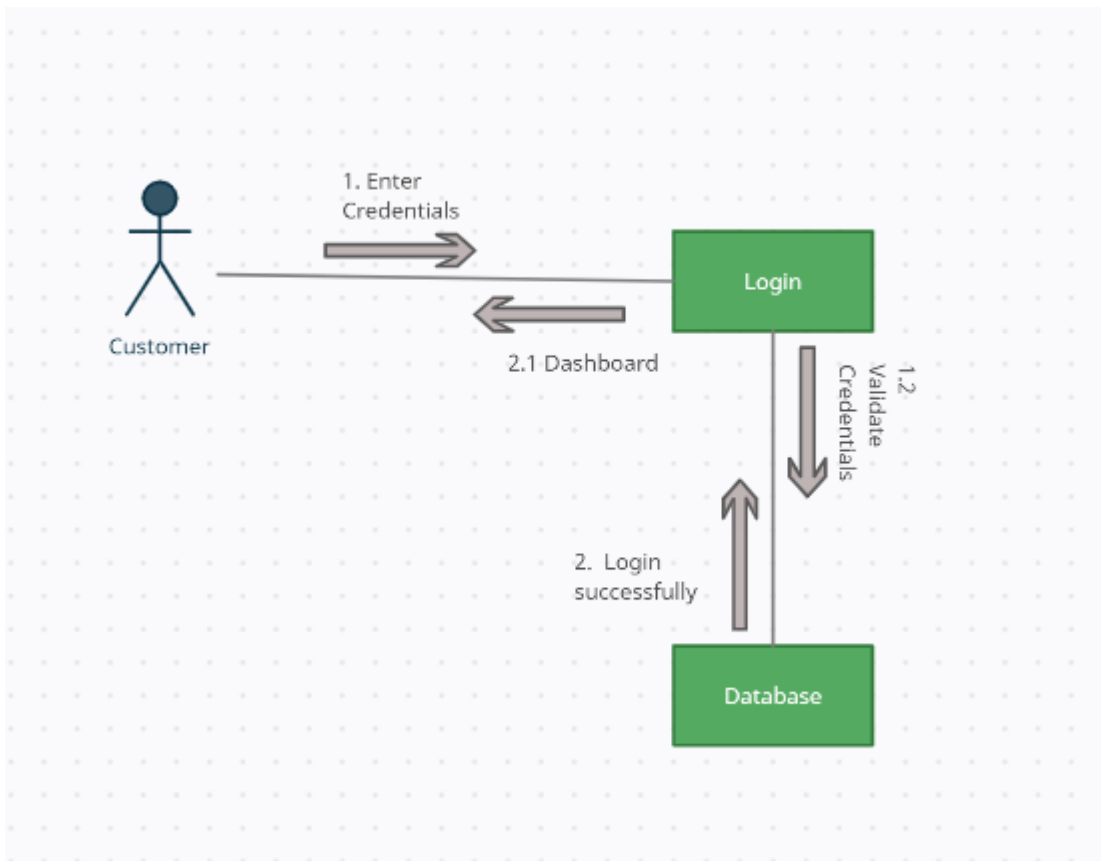 1. Enter
Credentials
Login
Customer
2.1 Dashboard
1.2
Validate
Credentials
2. Login
successfully
Database